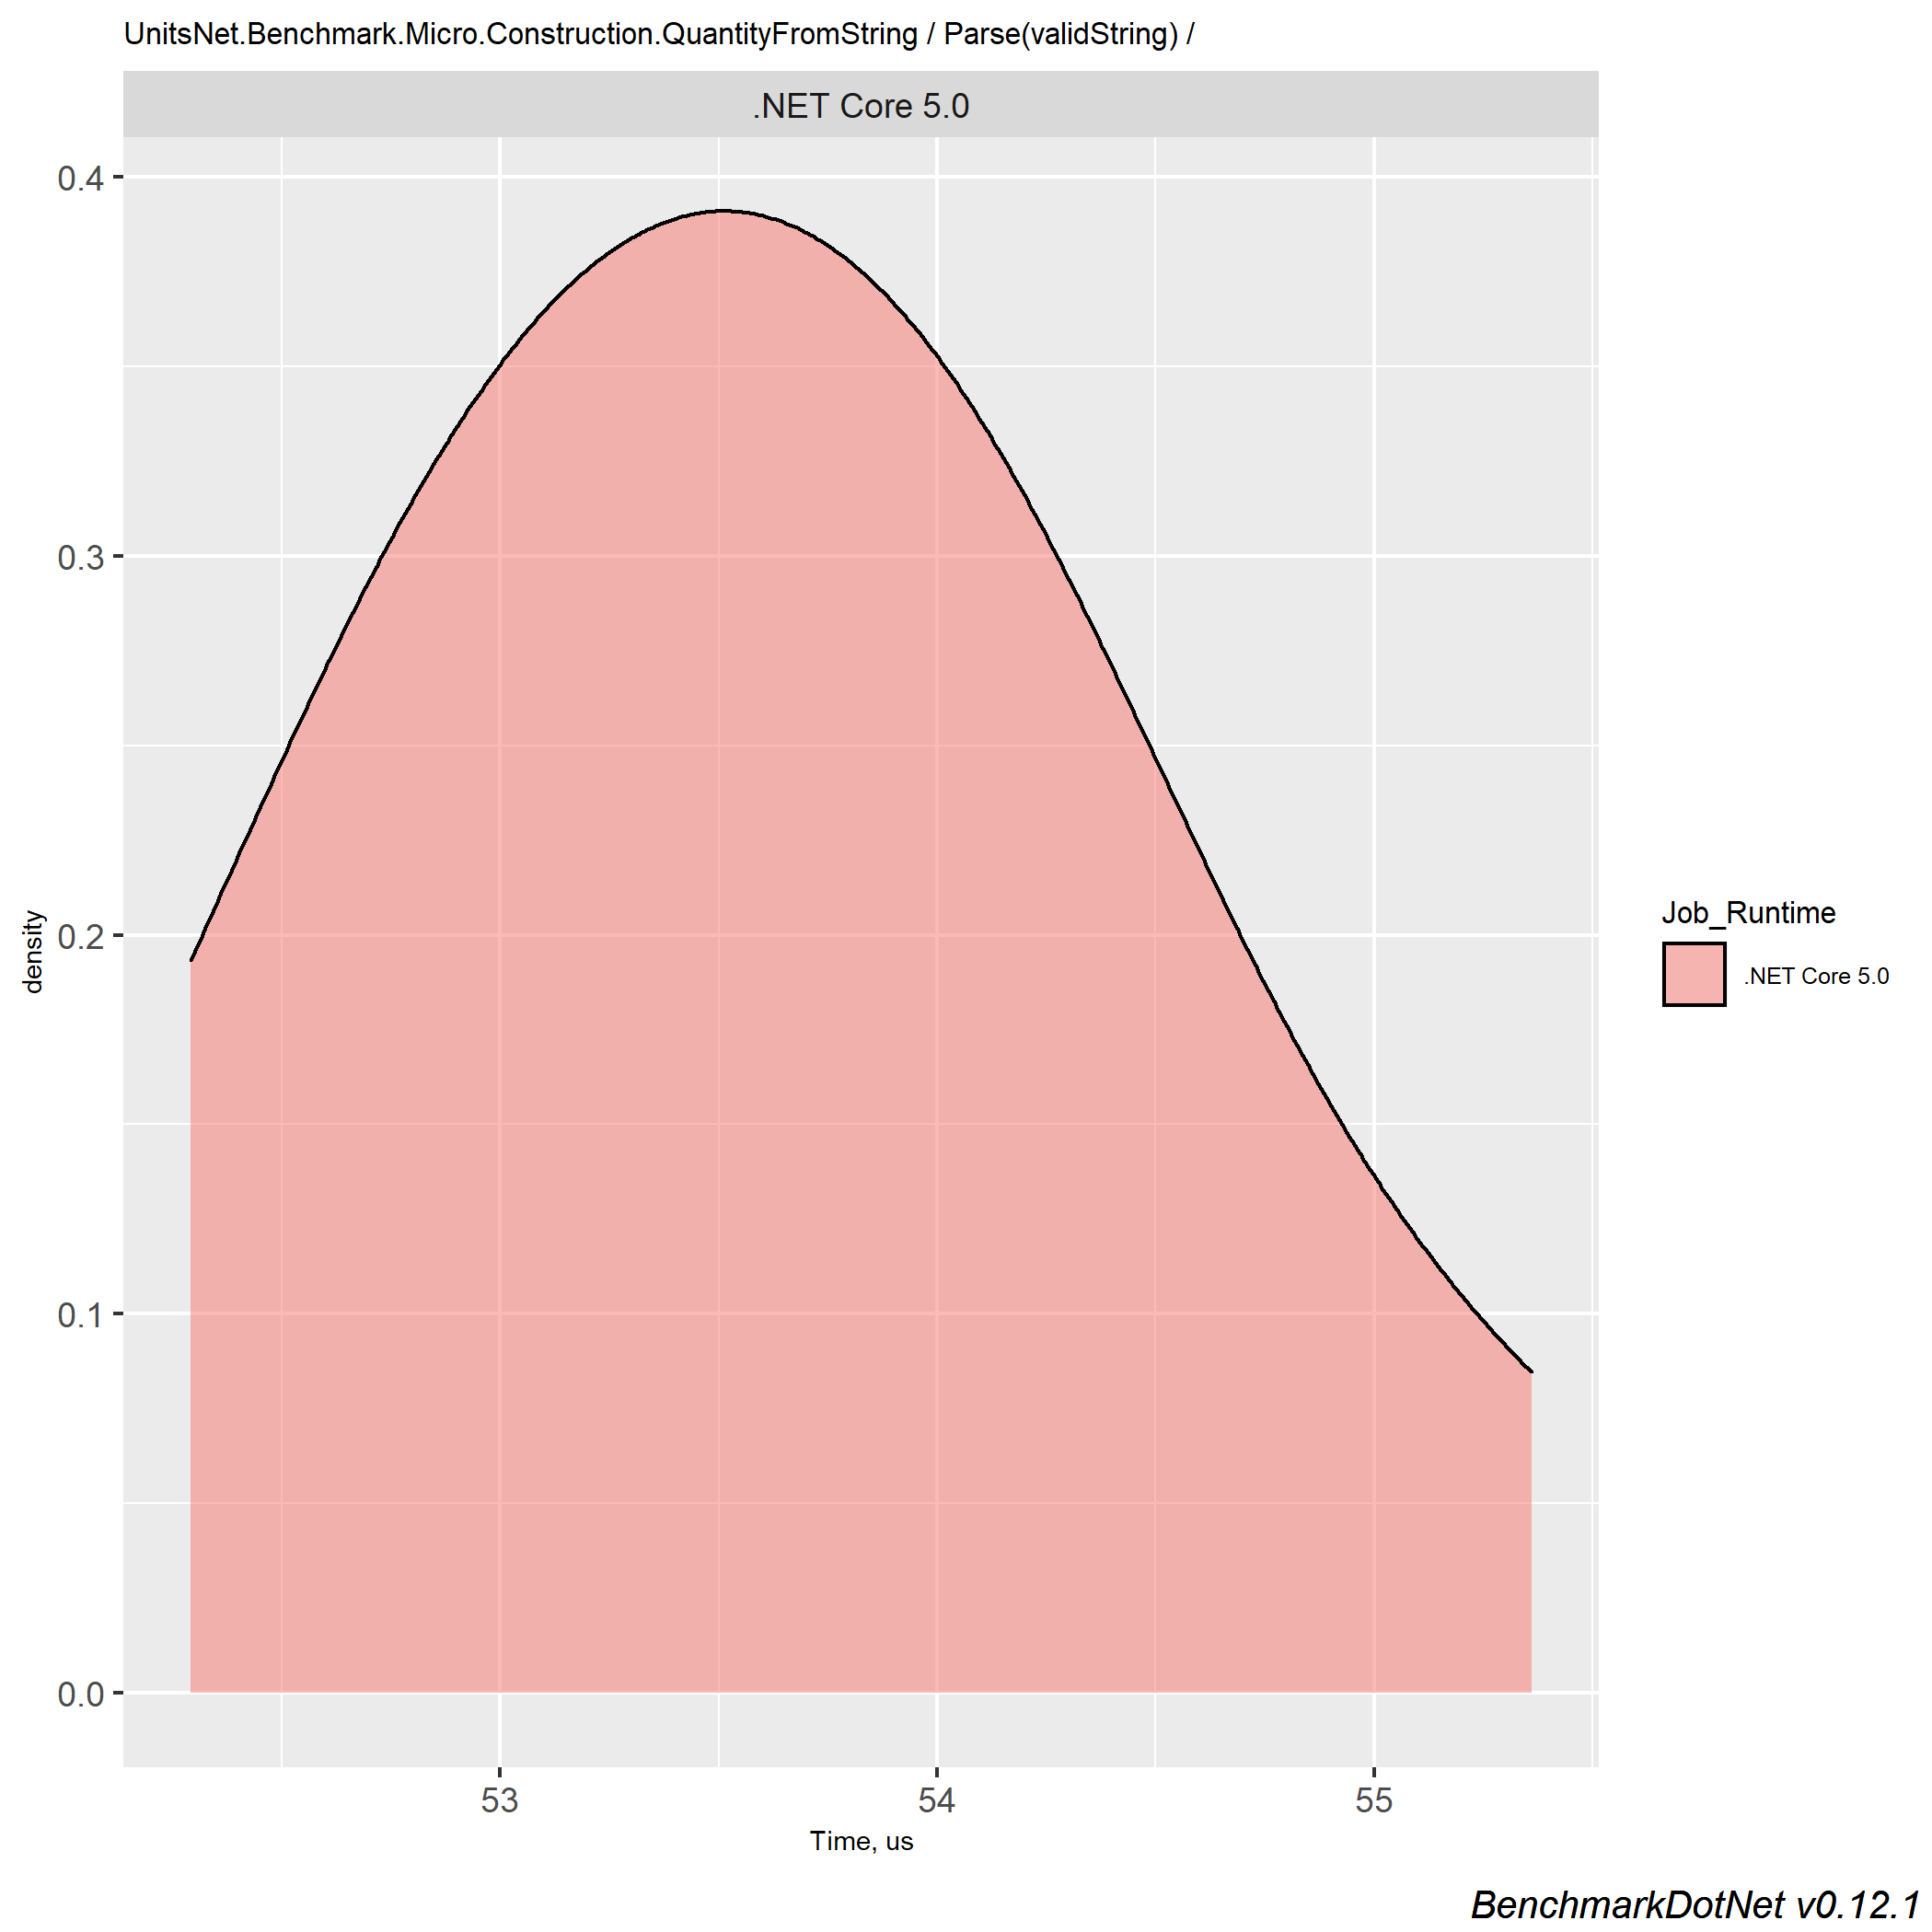 UnitsNet.Benchmark.Micro.Construction.QuantityFromString / Parse(validString) /
.NET Core 5.0
0.4
0.3
0.2
0.1
0.0
density
53
54
55
Time, us
Job_Runtime
.NET Core 5.0
BenchmarkDotNet v0.12.1